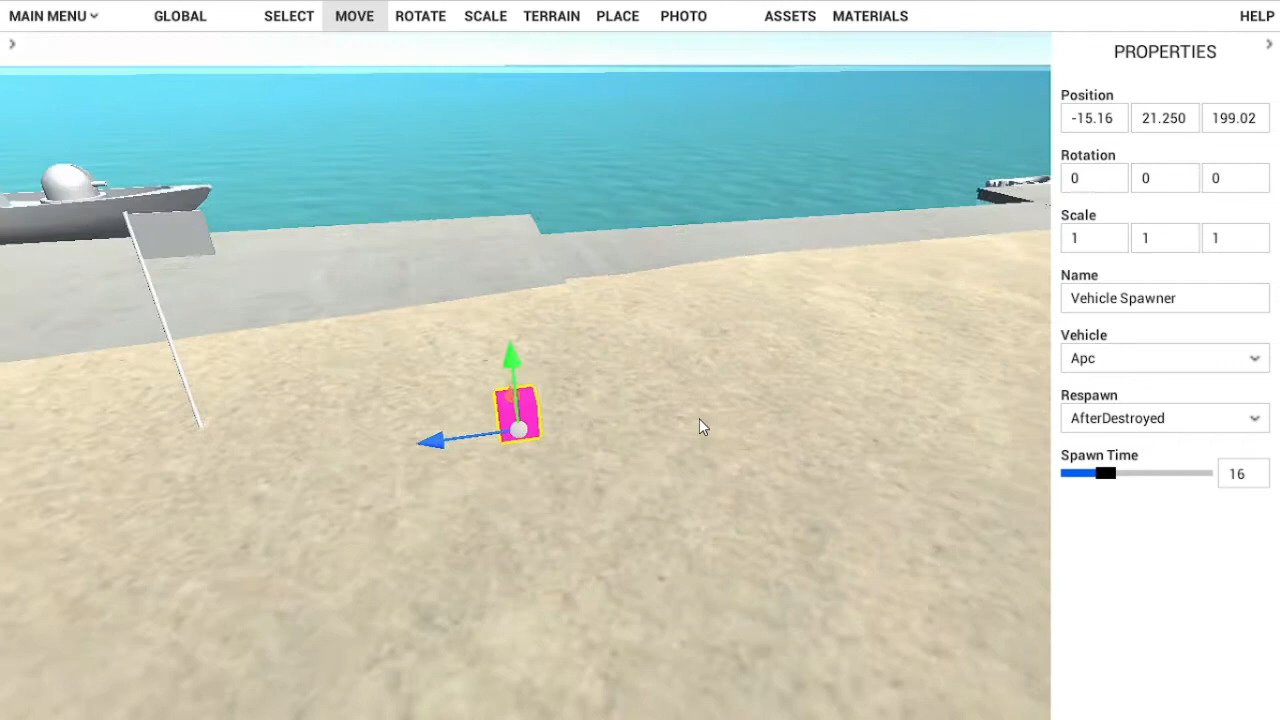 MAIN MENU GLOBAL SELECT MOVE ROTATE SCALE TERRAIN PLACE PHOTO ASSETS MATERIALS HELP
PROPERTIES
Position
-15.16 21.250 199.02
Rotation
0 0 0
Scale
1 1 1
Name
Vehicle Spawner
Vehicle
Apc
Respawn
AfterDestroyed
Spawn Time
16